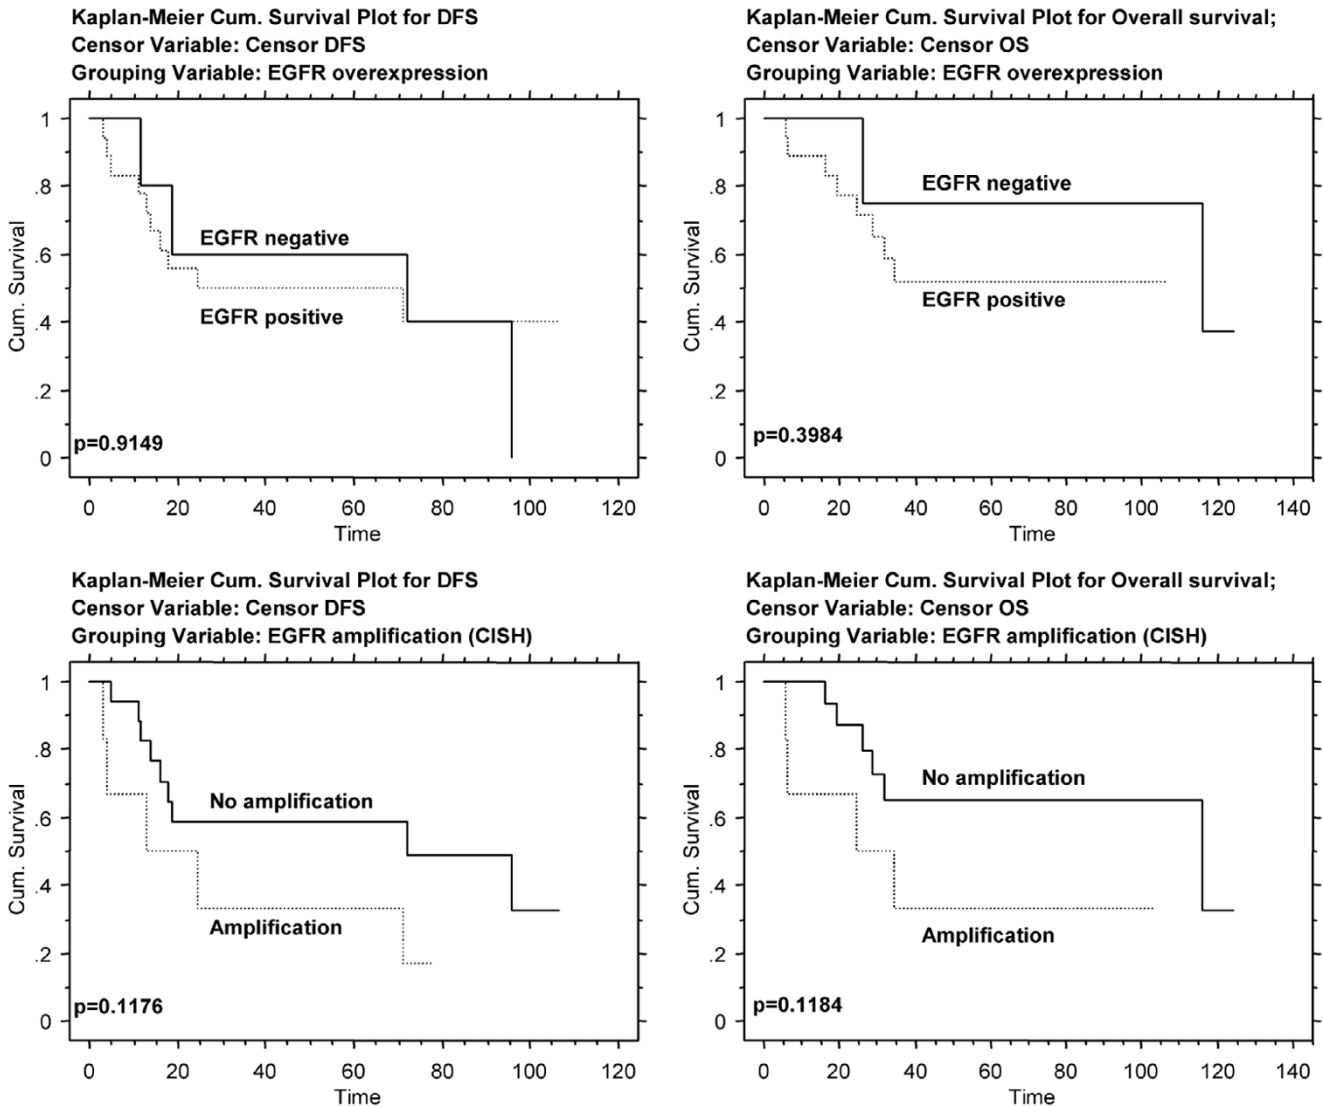 Kaplan-Meier Cum. Survival Plot for DFS
Censor Variable: Censor DFS
Grouping Variable: EGFR overexpression
1
.8
.6
.4
.2
0
Cum. Survival
EGFR negative
EGFR positive
p=0.9149
0 20 40 60 80 100 120
Time
Kaplan-Meier Cum. Survival Plot for Overall survival;
Censor Variable: Censor OS
Grouping Variable: EGFR overexpression
1
.8
.6
.4
.2
0
Cum. Survival
EGFR negative
EGFR positive
p=0.3984
0 20 40 60 80 100 120 140
Time
Kaplan-Meier Cum. Survival Plot for DFS
Censor Variable: Censor DFS
Grouping Variable: EGFR amplification (CISH)
1
.8
.6
.4
.2
0
Cum. Survival
No amplification
Amplification
p=0.1176
0 20 40 60 80 100 120
Time
Kaplan-Meier Cum. Survival Plot for Overall survival;
Censor Variable: Censor OS
Grouping Variable: EGFR amplification (CISH)
1
.8
.6
.4
.2
0
Cum. Survival
No amplification
Amplification
p=0.1184
0 20 40 60 80 100 120 140
Time